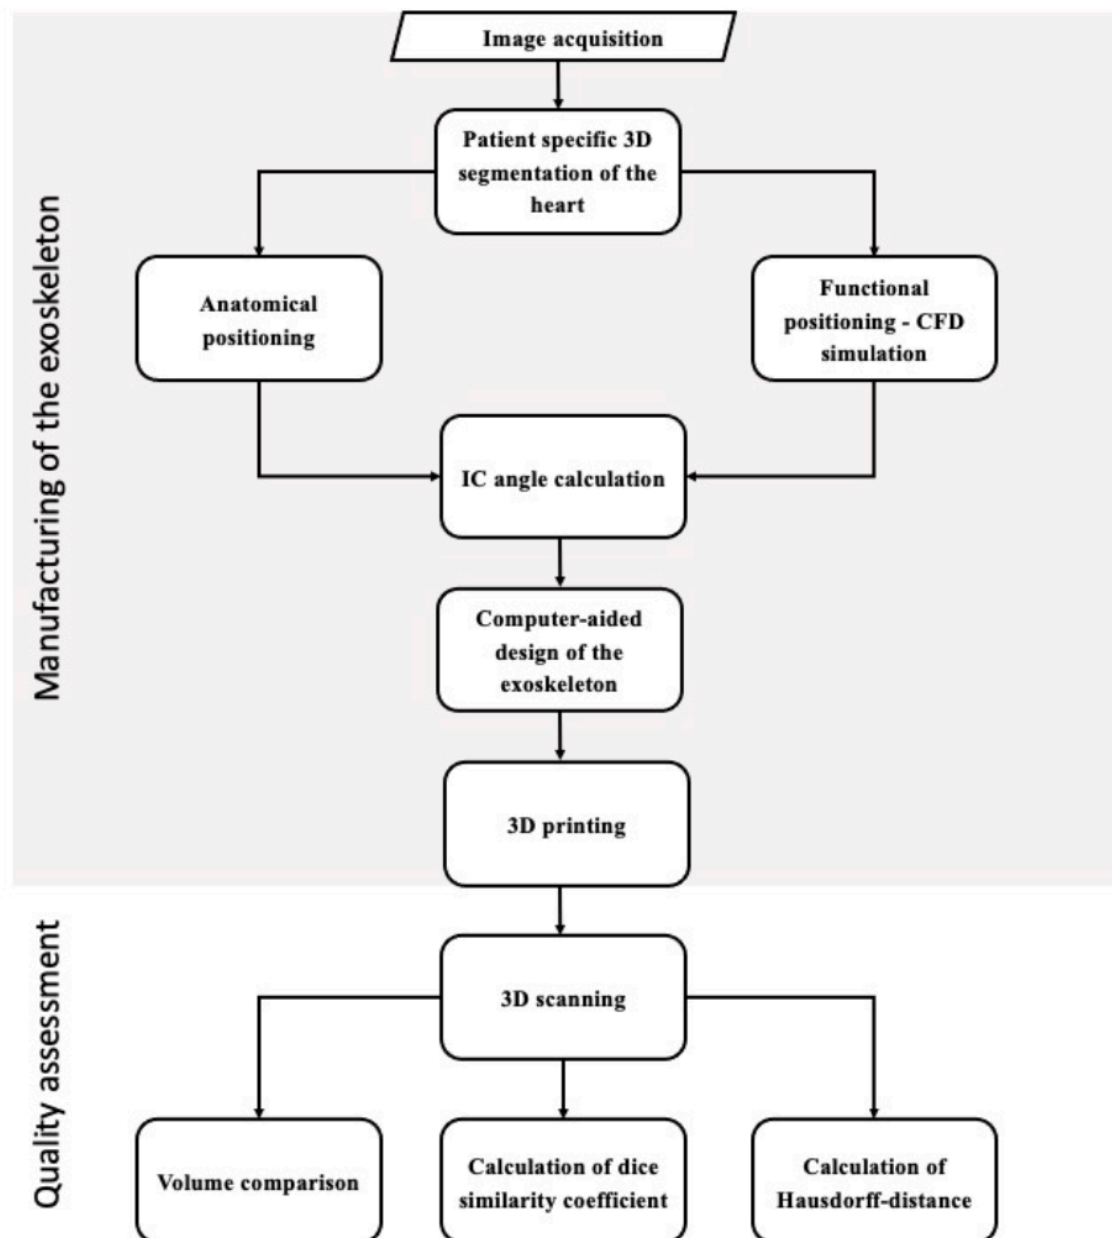 Image acquisition
Patient specific 3D
segmentation of the
heart
Manufacturing of the exoskeleton
Anatomical
positioning
Functional
positioning - CFD
simulation
IC angle calculation
Computer-aided
design of the
exoskeleton
3D printing
Quality assessment
3D scanning
Volume comparison
Calculation of dice
similarity coefficient
Calculation of
Hausdorff-distance